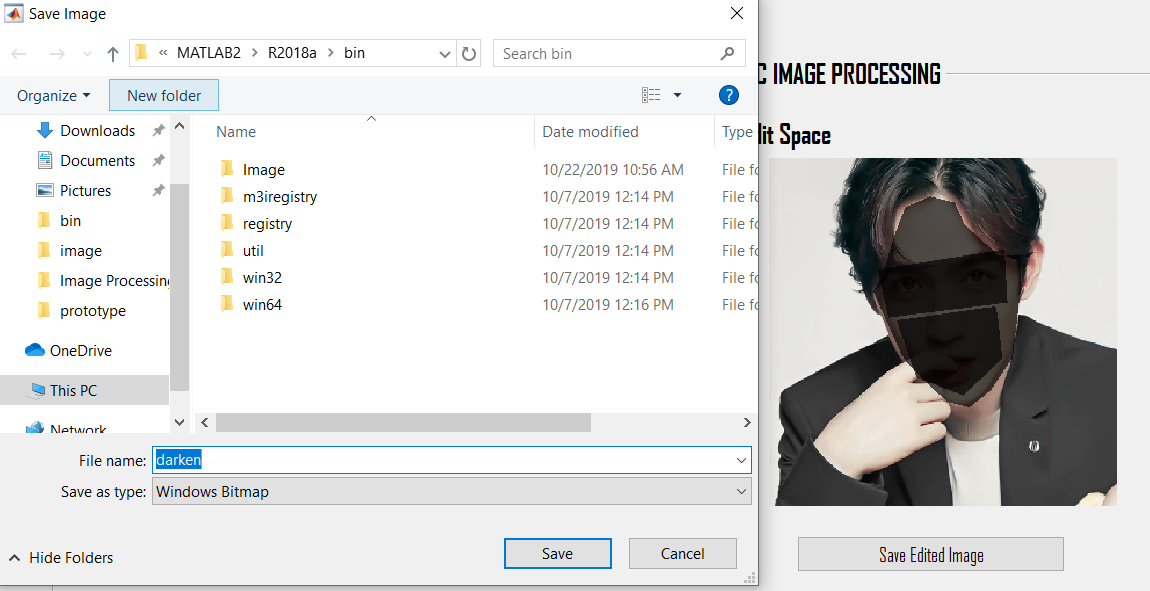 Save Image
« MATLAB2 > R2018a > bin
Search bin
Organize
New folder
?
Downloads
Documents
Pictures
bin
image
Image Processing
prototype
OneDrive
This PC
Network
Name
Date modified
Type
Image 10/22/2019 10:56 AM File fo
m3iregistry 10/7/2019 12:14 PM File fo
registry 10/7/2019 12:14 PM File fo
util 10/7/2019 12:14 PM File fo
win32 10/7/2019 12:14 PM File fo
win64 10/7/2019 12:16 PM File fo
File name: darken
Save as type: Windows Bitmap
Hide Folders
Save
Cancel
C IMAGE PROCESSING
dit Space
Save Edited Image